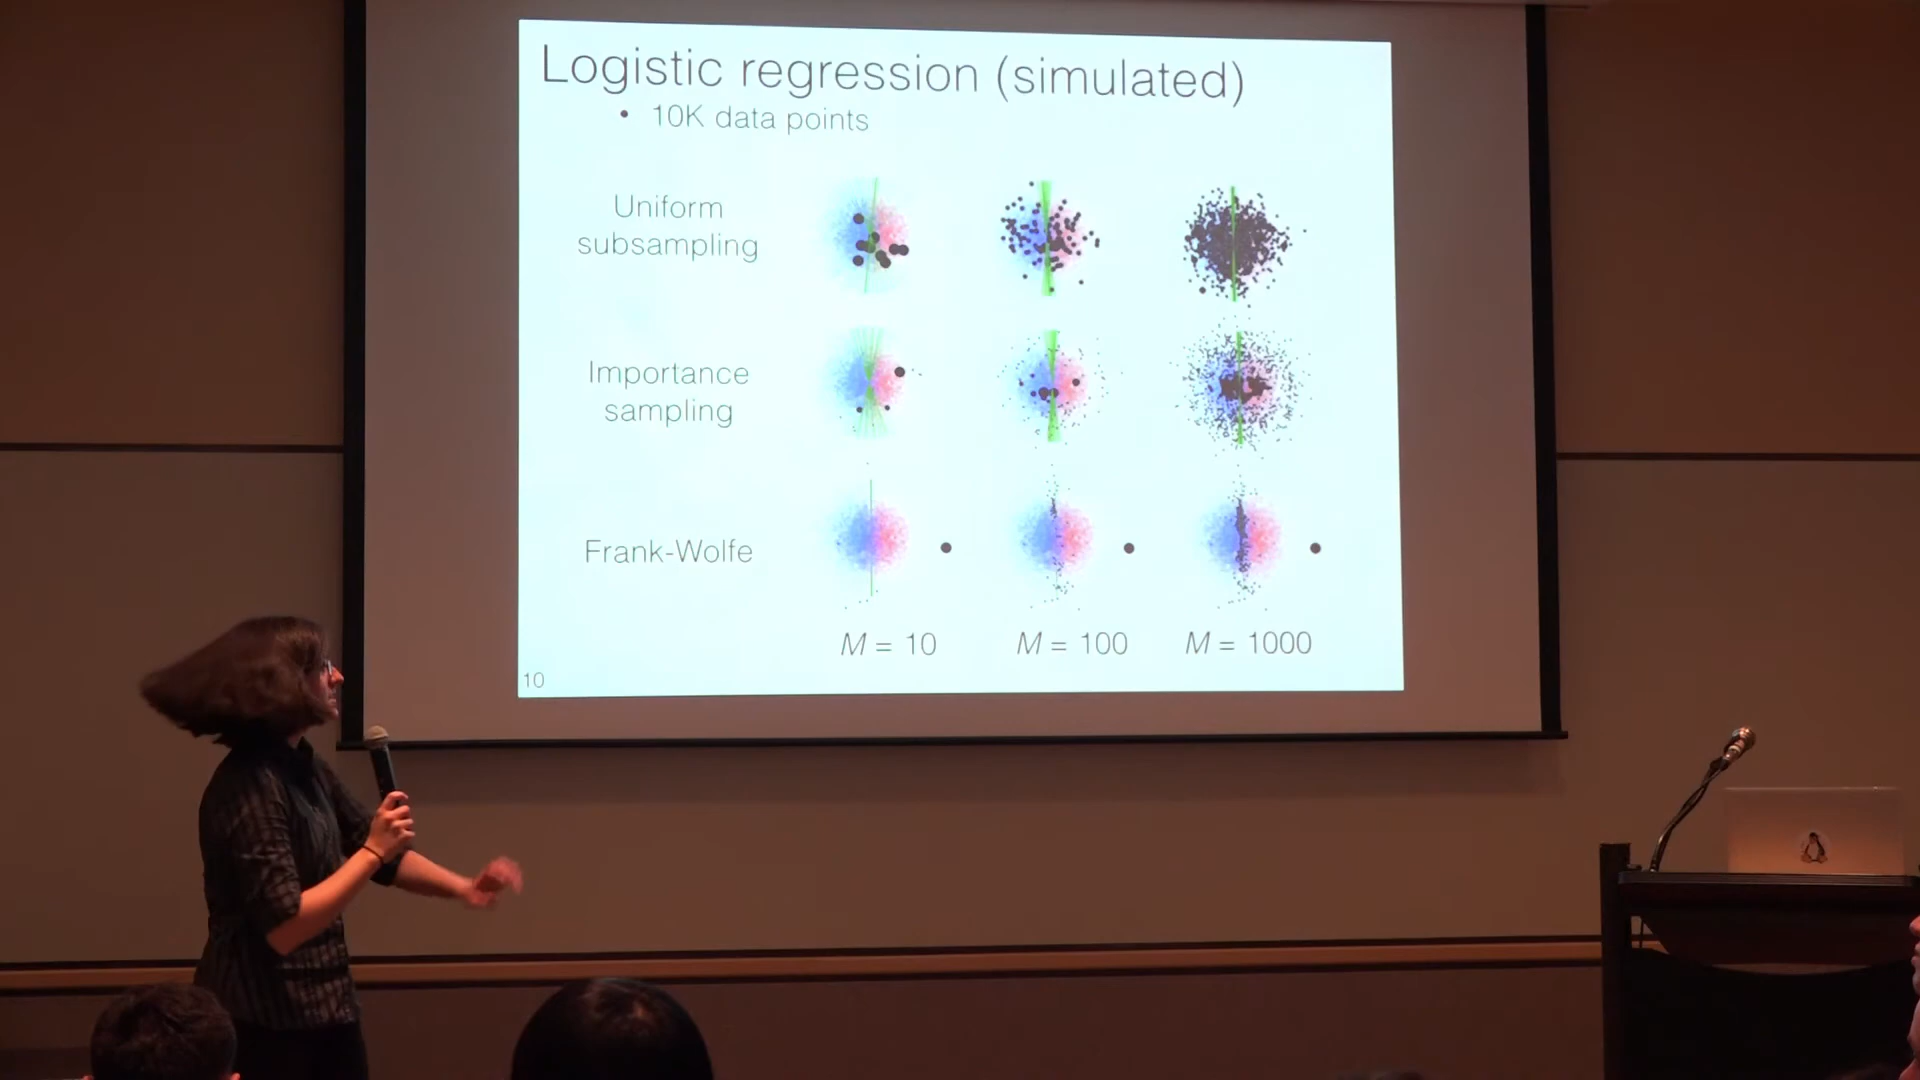 Logistic regression (simulated)
• 10K data points
Uniform
subsampling
Importance
sampling
Frank-Wolfe
M = 10
M = 100
M = 1000
10